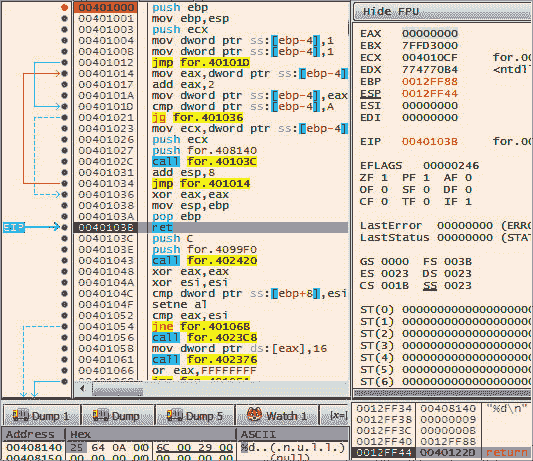 00401000 push ebp
00401001 mov ebp,esp
00401003 push ecx
00401004 mov dword ptr ss:[ebp-4],1
0040100B mov dword ptr ss:[ebp-4],1
00401012 jmp for.40101D
00401014 mov eax,dword ptr ss:[ebp-4]
00401017 add eax,2
0040101A mov dword ptr ss:[ebp-4],eax
0040101D cmp dword ptr ss:[ebp-4],A
00401021 jg for.401036
00401023 mov ecx,dword ptr ss:[ebp-4]
00401026 push ecx
00401027 push for.408140
0040102C call for.40103C
00401031 add esp,8
00401034 jmp for.401014
00401036 xor eax,eax
00401038 mov esp,ebp
0040103A pop ebp
EIP 0040103B ret
0040103C push C
0040103E push for.4099F0
00401043 call for.402420
00401048 xor eax,eax
0040104A xor esi,esi
0040104C cmp dword ptr ss:[ebp+8],esi
0040104F setne al
00401052 cmp eax,esi
00401054 jne for.40106B
00401056 call for.4023C8
0040105B mov dword ptr ds:[eax],16
00401061 call for.402376
00401066 or eax,FFFFFFFF
Hide FPU
EAX 00000000
EBX 7FFD3000
ECX 004010CF for.00
EDX 774770B4 <ntdl
EBP 0012FF88
ESP 0012FF44
ESI 00000000
EDI 00000000
EIP 0040103B for.00
EFLAGS 00000246
ZF 1 PF 1 AF 0
OF 0 SF 0 DF 0
CF 0 TF 0 IF 1
LastError 00000000 (ERRO
LastStatus 00000000 (STAT
GS 0000 FS 003B
ES 0023 DS 0023
CS 001B SS 0023
ST(0) 0000000000000000000
ST(1) 0000000000000000000
ST(2) 0000000000000000000
ST(3) 0000000000000000000
ST(4) 0000000000000000000
ST(5) 0000000000000000000
ST(6) 0000000000000000000
Dump 1 Dump Dump 5 Watch 1 [x=]
Address Hex ASCII
00408140 25 64 0A 00 6C 00 29 00 %d..(.n.u.l.l.)
0012FF34 00408140 "%d\n"
0012FF38 00000009
0012FF3C 00000000
0012FF40 0012FF88
0012FF44 0040122D return